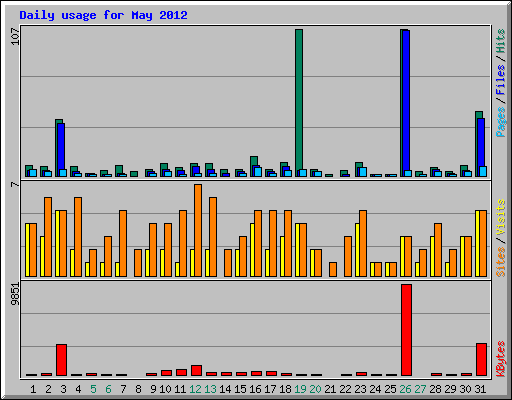 Daily usage for May 2012
107
Pages / Files / Hits
7
Sites / Visits
9851
KBytes
1 2 3 4 5 6 7 8 9 10 11 12 13 14 15 16 17 18 19 20 21 22 23 24 25 26 27 28 29 30 31